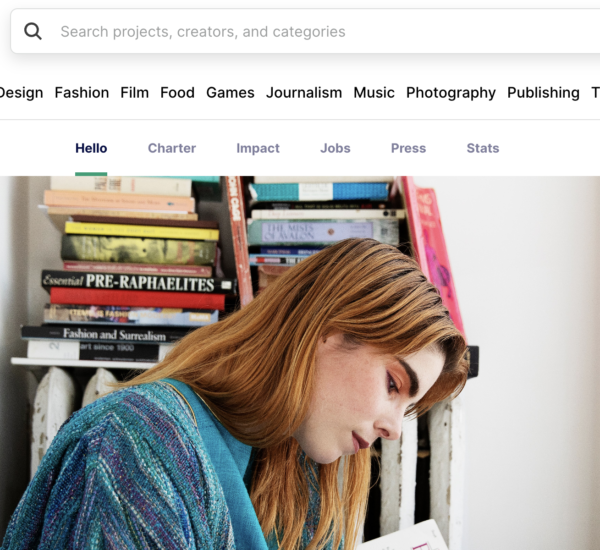 Search projects, creators, and categories
Design Fashion Film Food Games Journalism Music Photography Publishing T
Hello Charter Impact Jobs Press Stats
THE MISTS
OF AVALON
Essential PRE-RAPHAELITES
Fashion and Surrealism
art since 1900